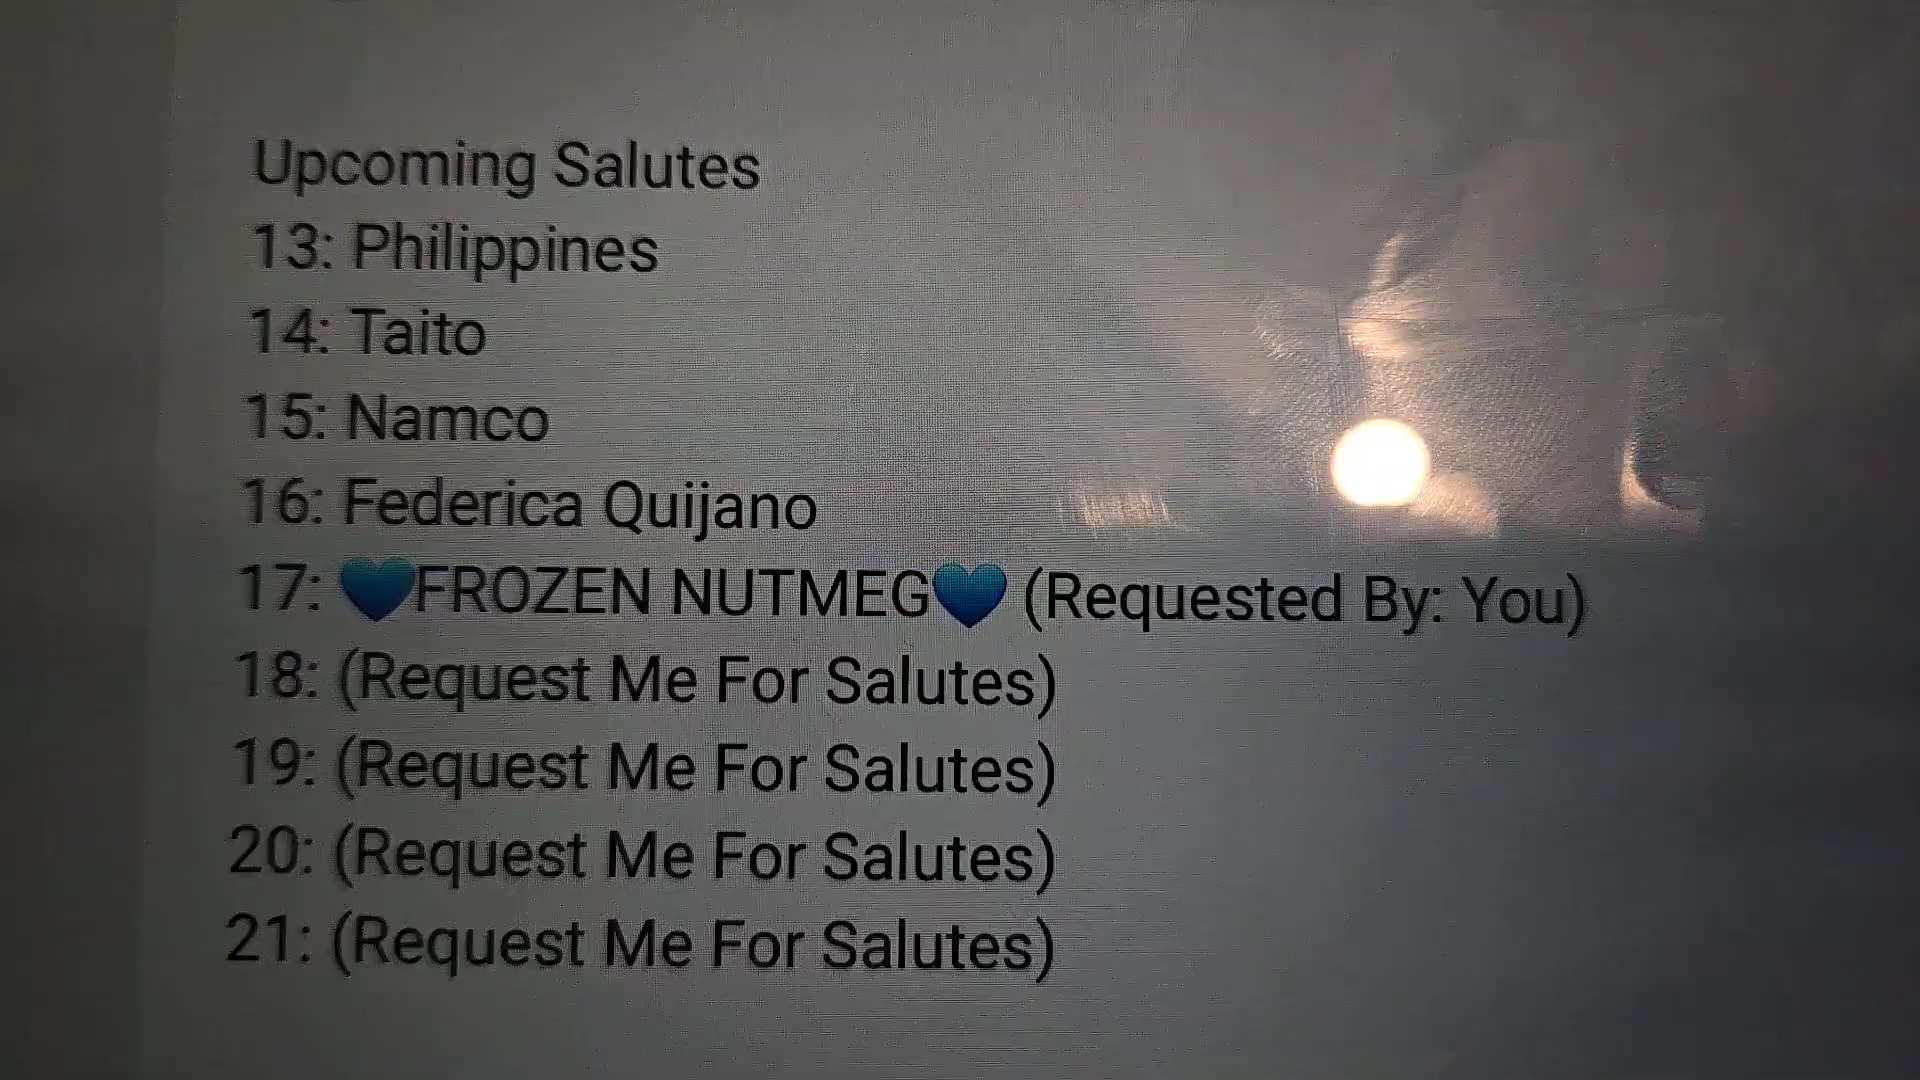 Upcoming Salutes
13: Philippines
14: Taito
15: Namco
16: Federica Quijano
17: 💙FROZEN NUTMEG💙 (Requested By: You)
18: (Request Me For Salutes)
19: (Request Me For Salutes)
20: (Request Me For Salutes)
21: (Request Me For Salutes)